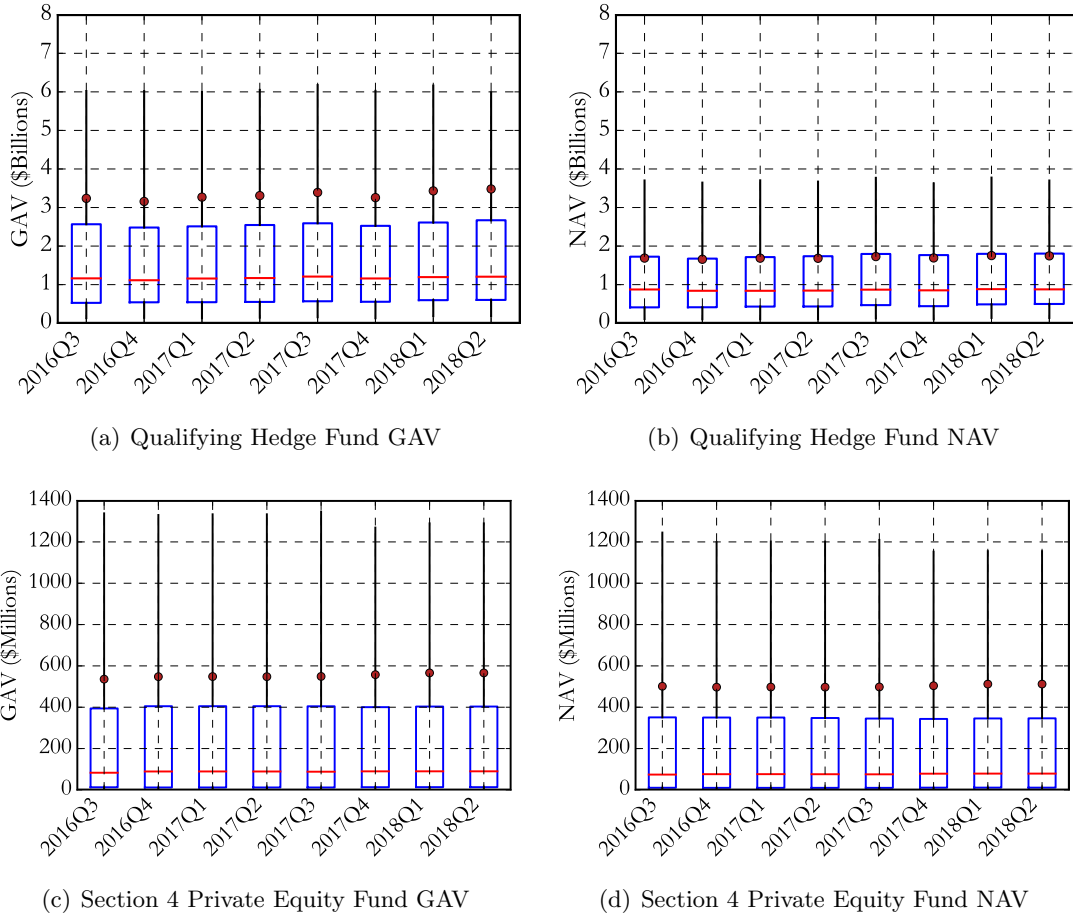 8
7
6
5
4
3
2
1
0
GAV ($Billions)
2016Q3
2016Q4
2017Q1
2017Q2
2017Q3
2017Q4
2018Q1
2018Q2
(a) Qualifying Hedge Fund GAV
8
7
6
5
4
3
2
1
0
NAV ($Billions)
2016Q3
2016Q4
2017Q1
2017Q2
2017Q3
2017Q4
2018Q1
2018Q2
(b) Qualifying Hedge Fund NAV
1400
1200
1000
800
600
400
200
0
GAV ($Millions)
2016Q3
2016Q4
2017Q1
2017Q2
2017Q3
2017Q4
2018Q1
2018Q2
(c) Section 4 Private Equity Fund GAV
1400
1200
1000
800
600
400
200
0
NAV ($Millions)
2016Q3
2016Q4
2017Q1
2017Q2
2017Q3
2017Q4
2018Q1
2018Q2
(d) Section 4 Private Equity Fund NAV